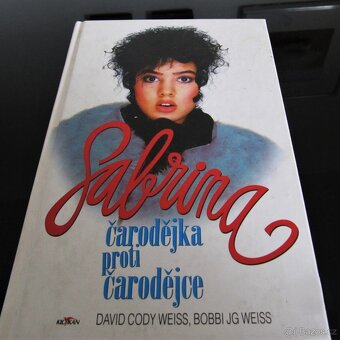 Sabrina
čarodějka
proti
čarodějce
DAVID CODY WEISS, BOBBI JG WEISS